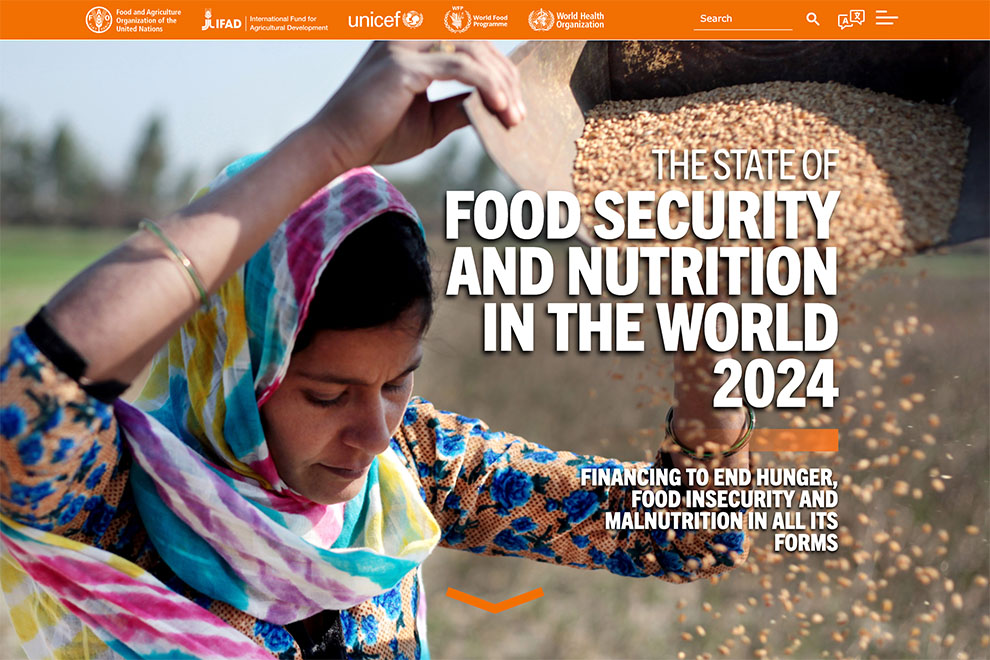 Food and Agriculture
Organization of the
United Nations
IFAD
International Fund for
Agricultural Development
unicef
WFP
World Food
Programme
World Health
Organization
Search
THE STATE OF
FOOD SECURITY
AND NUTRITION
IN THE WORLD
2024
FINANCING TO END HUNGER,
FOOD INSECURITY AND
MALNUTRITION IN ALL ITS
FORMS